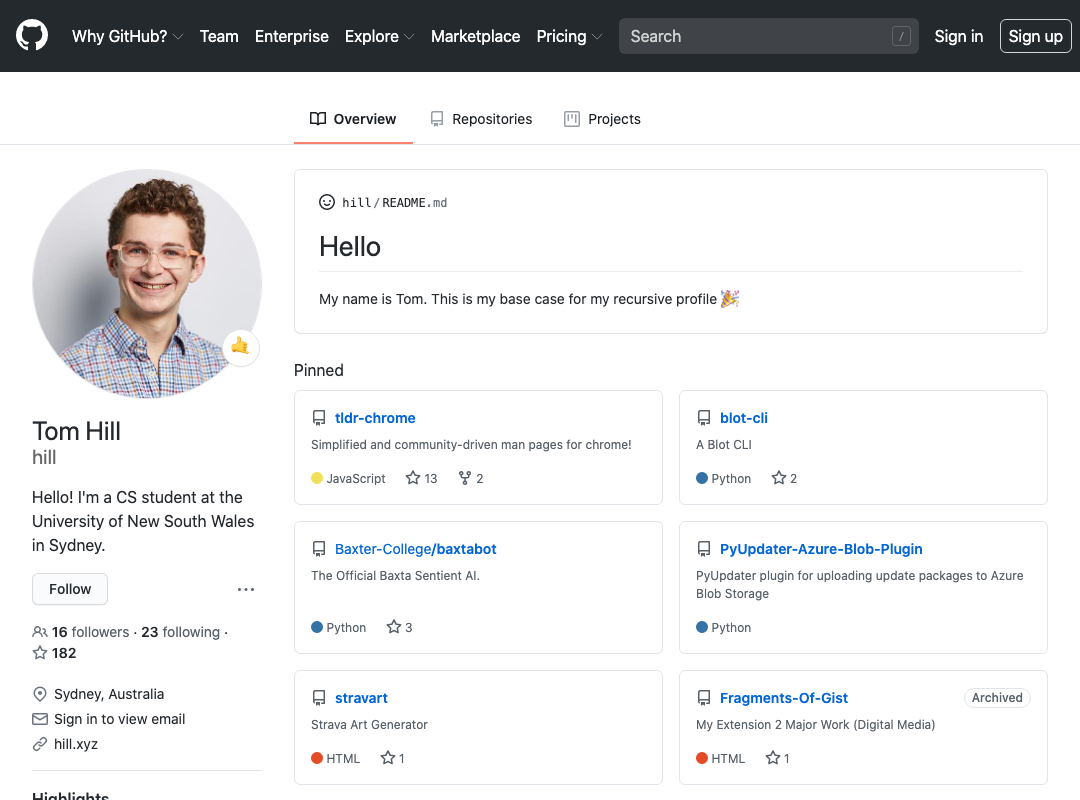 Why GitHub? Team Enterprise Explore Marketplace Pricing Search / Sign in Sign up
Overview Repositories Projects
hill/README.md
Hello
My name is Tom. This is my base case for my recursive profile 🎉
Tom Hill
hill
Hello! I'm a CS student at the
University of New South Wales
in Sydney.
Follow
16 followers · 23 following ·
182
Sydney, Australia
Sign in to view email
hill.xyz
Highlights
Pinned
tldr-chrome
Simplified and community-driven man pages for chrome!
JavaScript 13 2
blot-cli
A Blot CLI
Python 2
Baxter-College/baxtabot
The Official Baxta Sentient AI.
Python 3
PyUpdater-Azure-Blob-Plugin
PyUpdater plugin for uploading update packages to Azure
Blob Storage
Python
stravart
Strava Art Generator
HTML 1
Fragments-Of-Gist Archived
My Extension 2 Major Work (Digital Media)
HTML 1